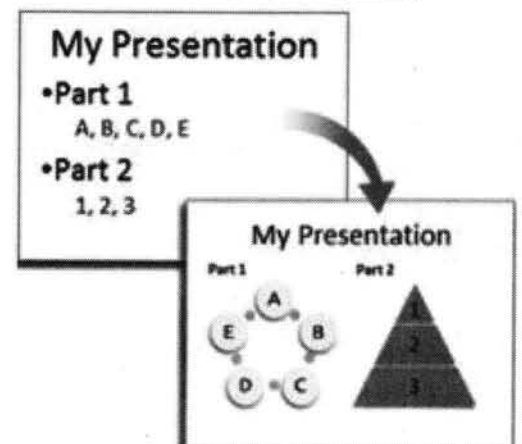 My Presentation
•Part 1
A, B, C, D, E
•Part 2
1, 2, 3
My Presentation
Part 1 Part 2
A
B
C
D
E
1
2
3